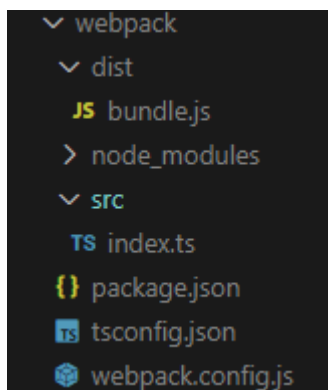 webpack
dist
JS bundle.js
node_modules
src
TS index.ts
{} package.json
TS tsconfig.json
webpack.config.js